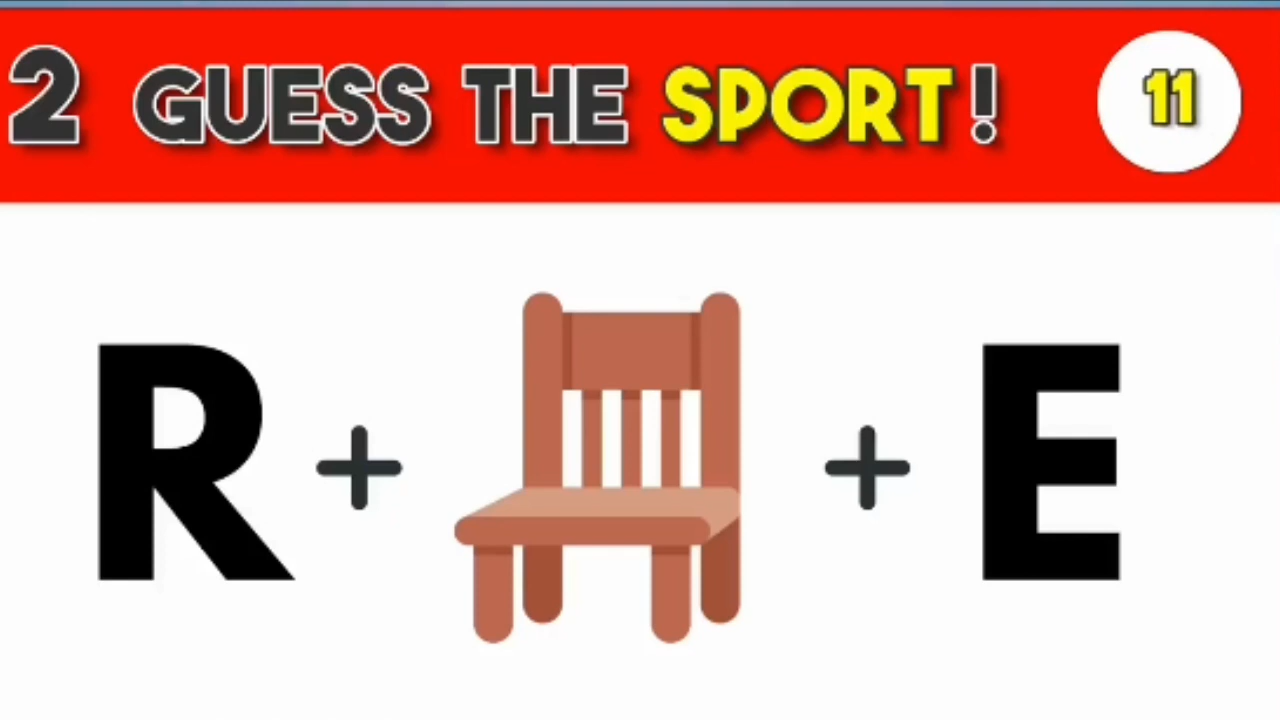 2 GUESS THE SPORT! 11
R + + E